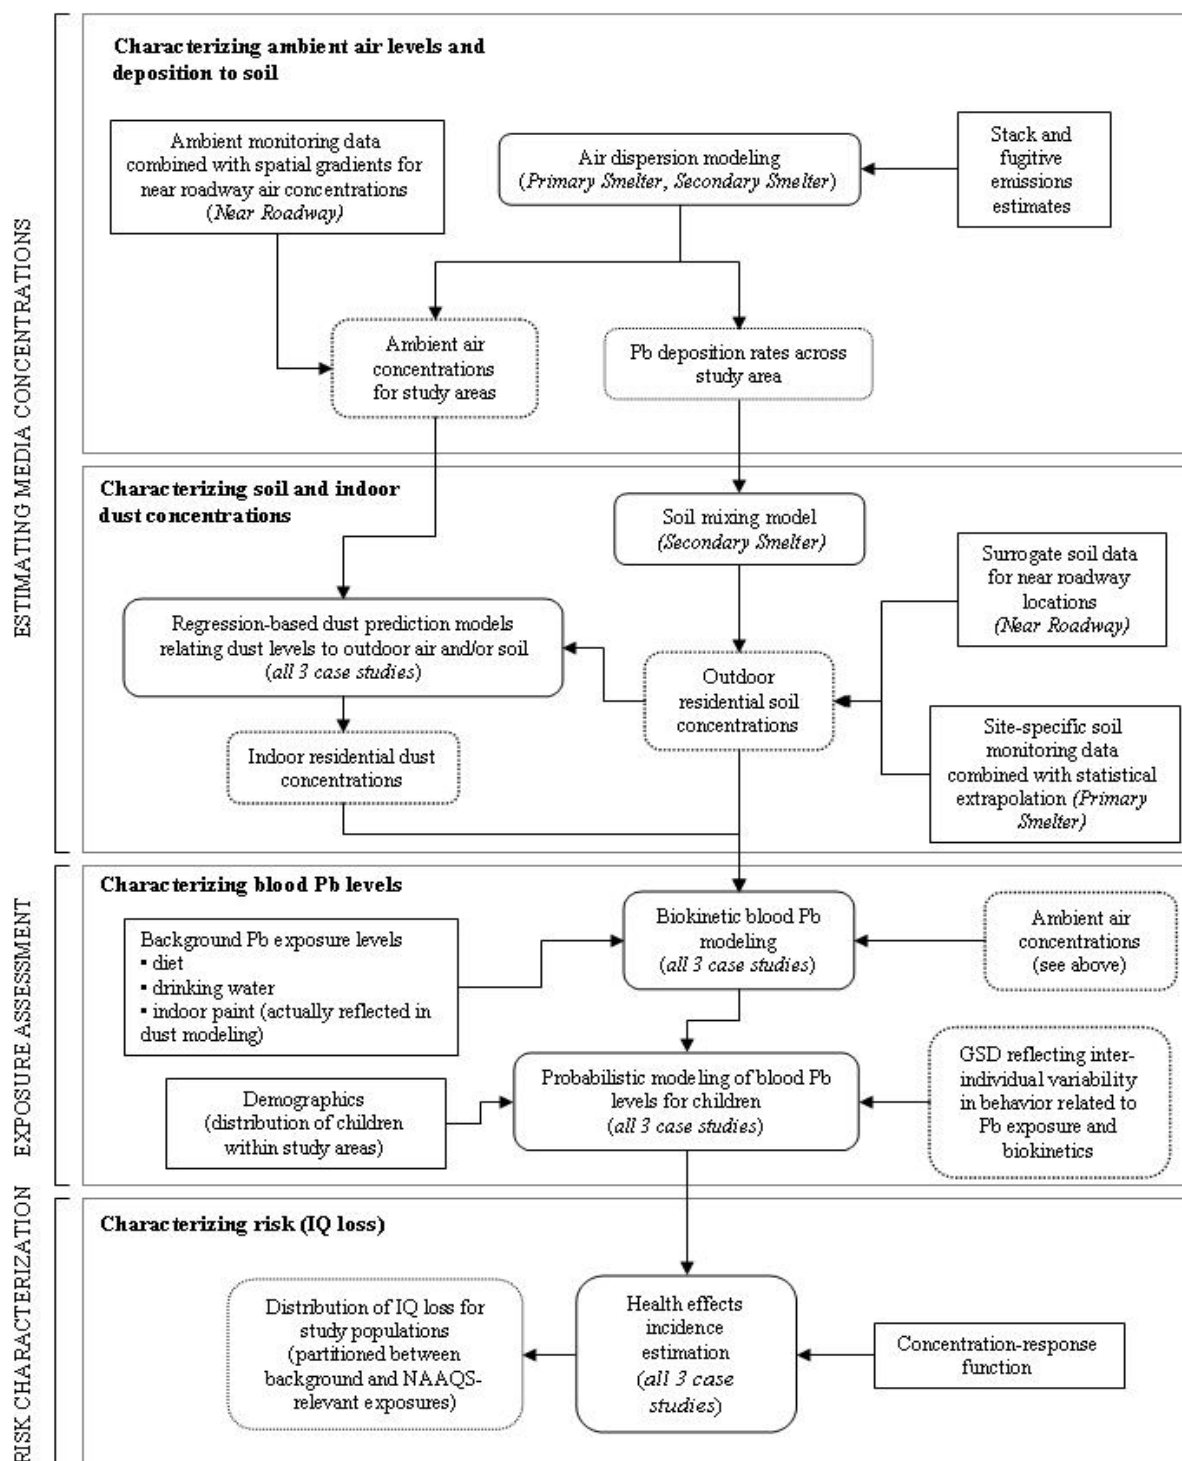 ESTIMATING MEDIA CONCENTRATIONS
Characterizing ambient air levels and
deposition to soil
Ambient monitoring data
combined with spatial gradients for
near roadway air concentrations
(Near Roadway)
Air dispersion modeling
(Primary Smelter, Secondary Smelter)
Stack and
fugitive
emissions
estimates
Ambient air
concentrations
for study areas
Pb deposition rates across
study area
Characterizing soil and indoor
dust concentrations
Soil mixing model
(Secondary Smelter)
Surrogate soil data
for near roadway
locations
(Near Roadway)
Regression-based dust prediction models
relating dust levels to outdoor air and/or soil
(all 3 case studies)
Outdoor
residential soil
concentrations
Site-specific soil
monitoring data
combined with statistical
extrapolation (Primary
Smelter)
Indoor residential dust
concentrations
EXPOSURE ASSESSMENT
Characterizing blood Pb levels
Background Pb exposure levels
▪ diet
▪ drinking water
▪ indoor paint (actually reflected in
dust modeling)
Biokinetic blood Pb
modeling
(all 3 case studies)
Ambient air
concentrations
(see above)
Demographics
(distribution of children
within study areas)
Probabilistic modeling of blood Pb
levels for children
(all 3 case studies)
GSD reflecting inter-
individual variability
in behavior related to
Pb exposure and
biokinetics
RISK CHARACTERIZATION
Characterizing risk (IQ loss)
Distribution of IQ loss for
study populations
(partitioned between
background and NAAQS-
relevant exposures)
Health effects
incidence
estimation
(all 3 case
studies)
Concentration-response
function